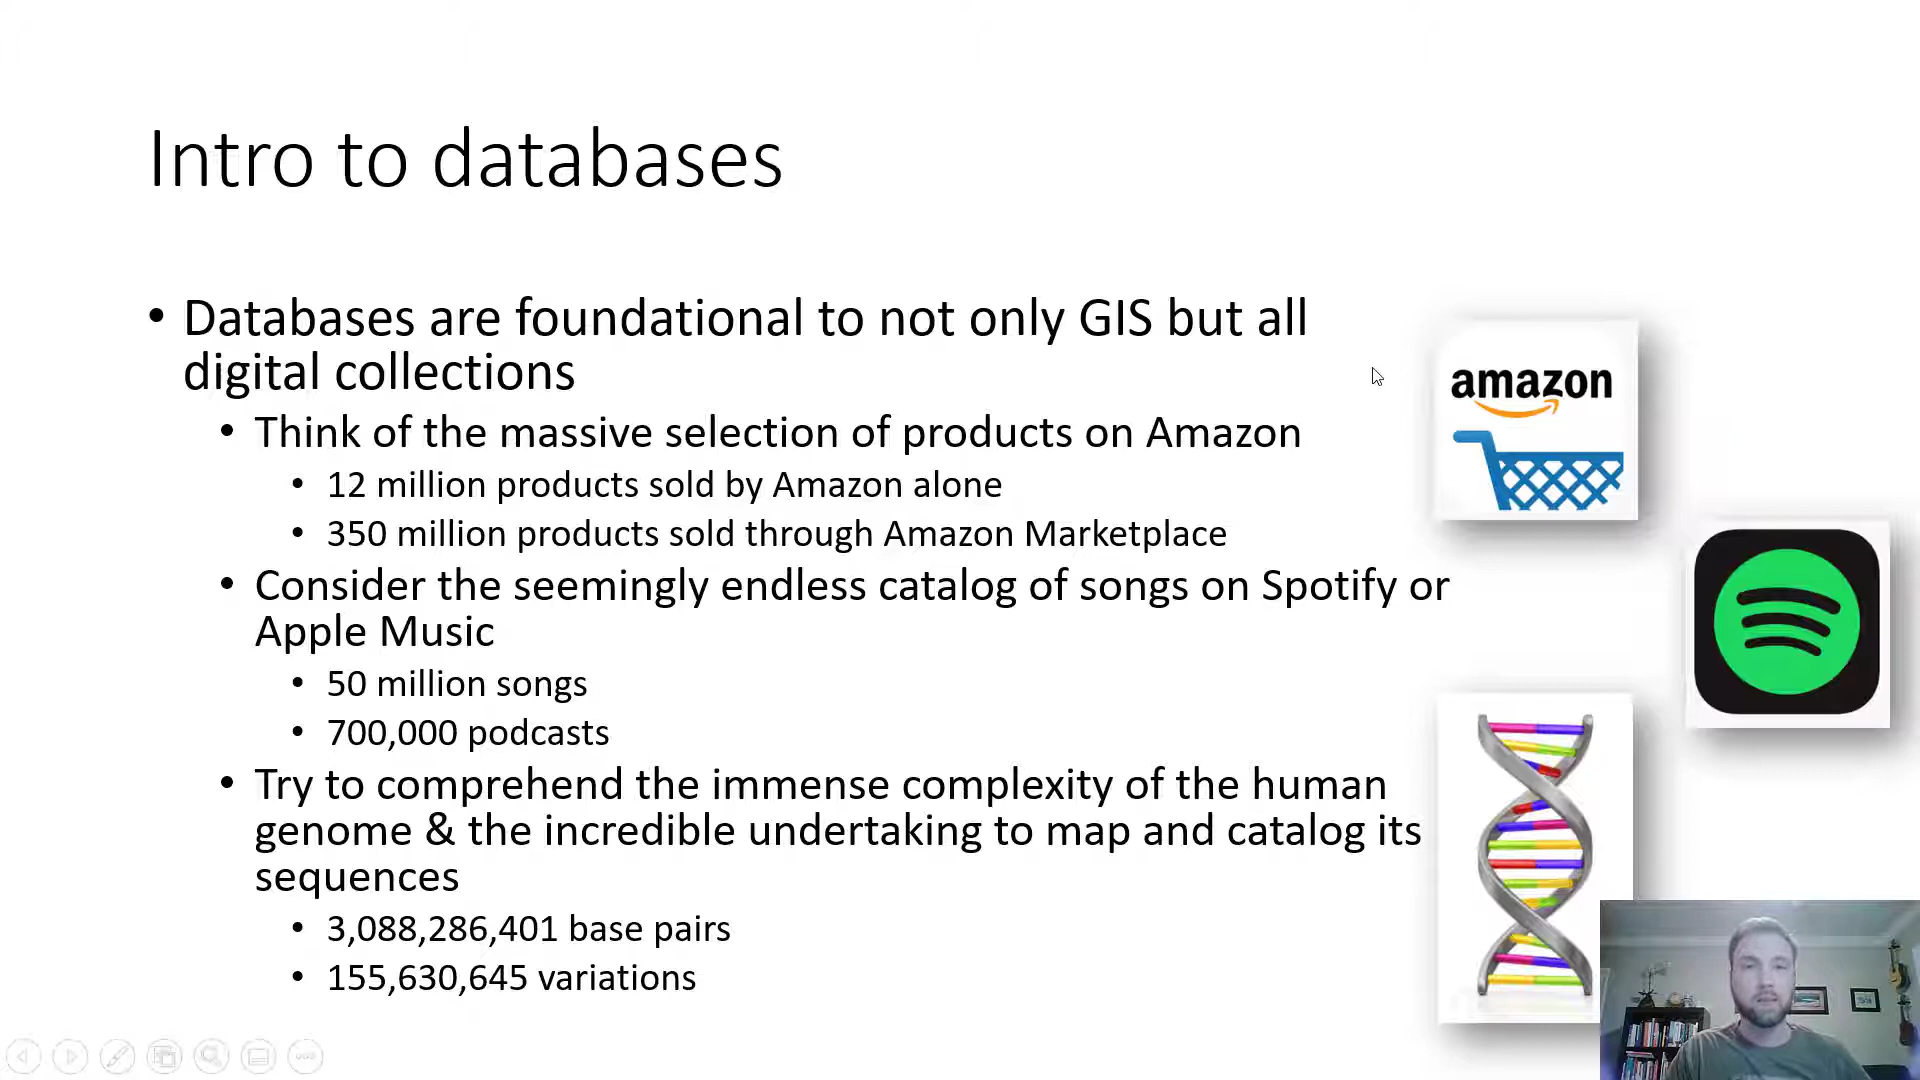 Intro to databases
• Databases are foundational to not only GIS but all
digital collections
• Think of the massive selection of products on Amazon
• 12 million products sold by Amazon alone
• 350 million products sold through Amazon Marketplace
• Consider the seemingly endless catalog of songs on Spotify or
Apple Music
• 50 million songs
• 700,000 podcasts
• Try to comprehend the immense complexity of the human
genome & the incredible undertaking to map and catalog its
sequences
• 3,088,286,401 base pairs
• 155,630,645 variations
amazon